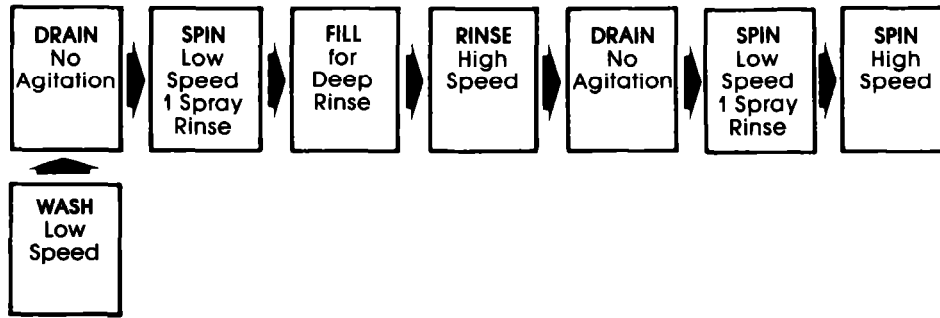 DRAIN
No
Agitation
SPIN
Low
Speed
1 Spray
Rinse
FILL
for
Deep
Rinse
RINSE
High
Speed
DRAIN
No
Agitation
SPIN
Low
Speed
1 Spray
Rinse
SPIN
High
Speed
WASH
Low
Speed